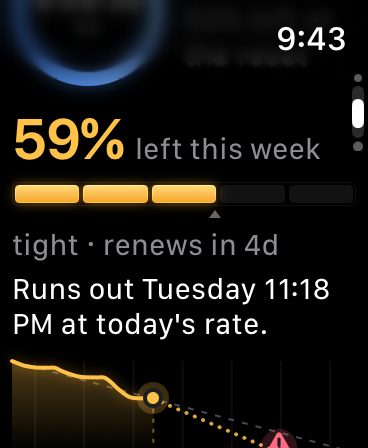 9:43
59% left this week
tight · renews in 4d
Runs out Tuesday 11:18
PM at today's rate.